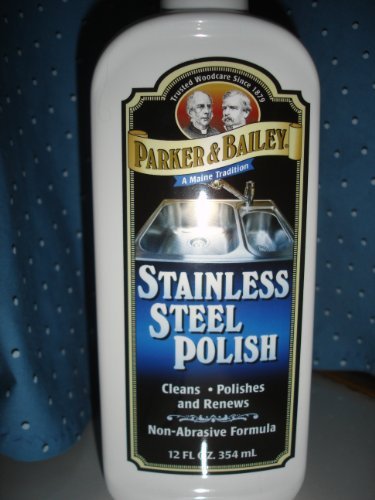 Trusted Woodcare Since 1879
PARKER & BAILEY
A Maine Tradition
STAINLESS
STEEL
POLISH
Cleans • Polishes
and Renews
Non-Abrasive Formula
12 FL OZ. 354 mL